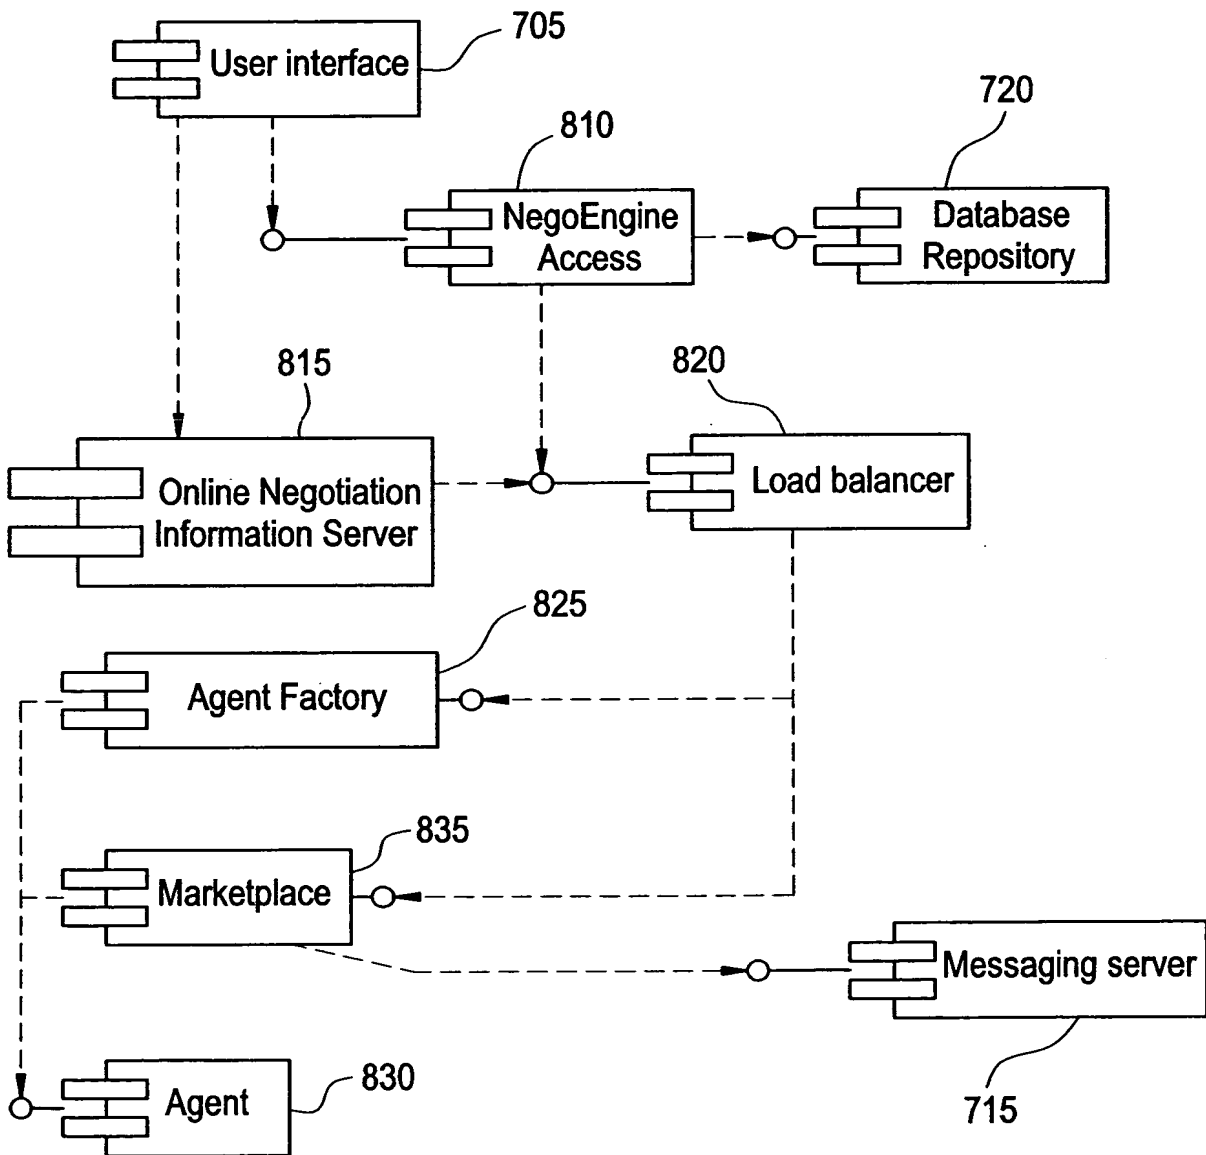 705
User interface
720
810
NegoEngine
Access
Database
Repository
815
820
Online Negotiation
Information Server
Load balancer
825
Agent Factory
835
Marketplace
Messaging server
830
Agent
715